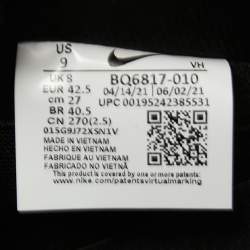 US
9
VH
UK 8
EUR 42.5
cm 27
BR 40.5
CN 270(2.5)
BQ6817-010
04/14/21 06/02/21
UPC 00195242385531
015G9J72XSN1V
MADE IN VIETNAM
HECHO EN VIETNAM
FABRIQUE AU VIETNAM
FABRICADO NO VIETNÃ
This product is covered by one or more patents.
www.nike.com/patentsvirtualmarking